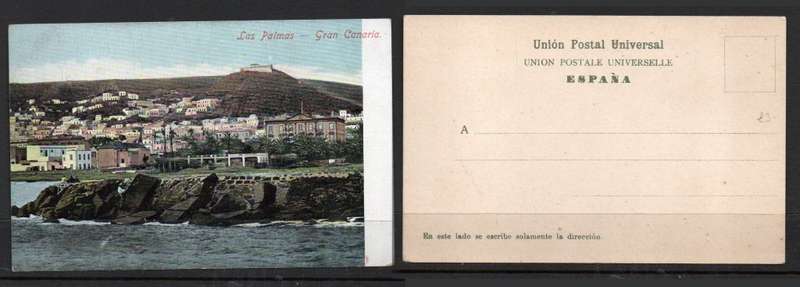 Las Palmas — Gran Canaria.
Unión Postal Universal
UNION POSTALE UNIVERSELLE
ESPAÑA
A
En este lado se escribe solamente la dirección.